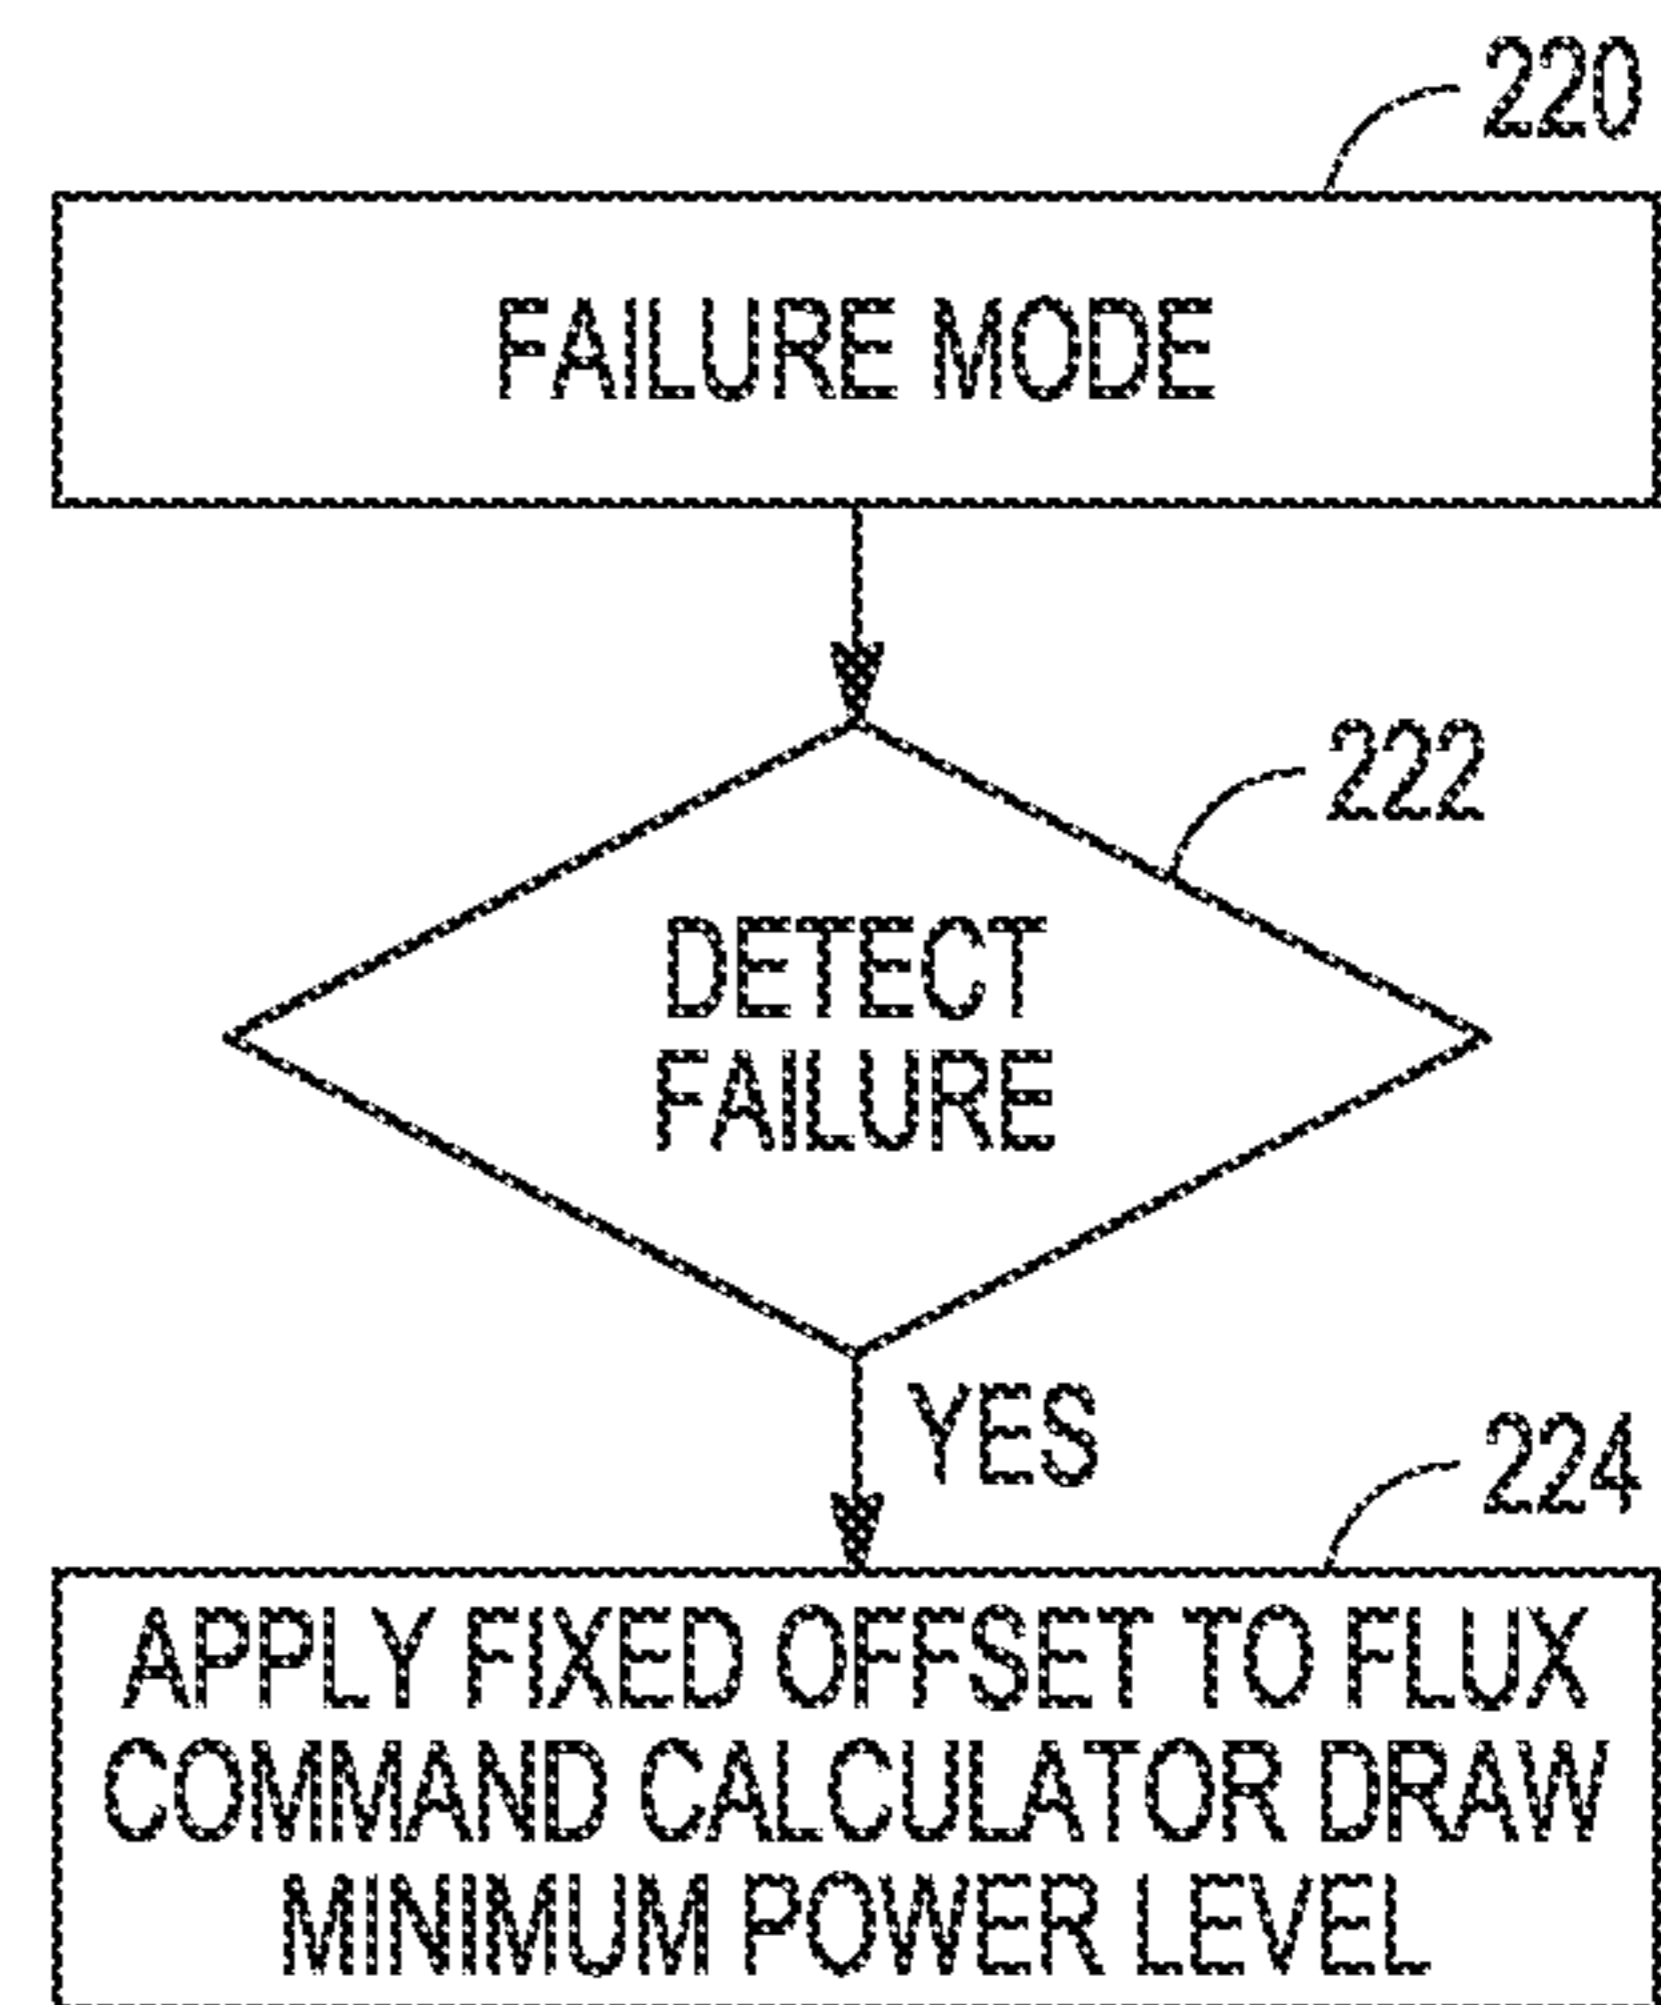 220
FAILURE MODE
222
DETECT
FAILURE
YES
224
APPLY FIXED OFFSET TO FLUX
COMMAND CALCULATOR DRAW
MINIMUM POWER LEVEL